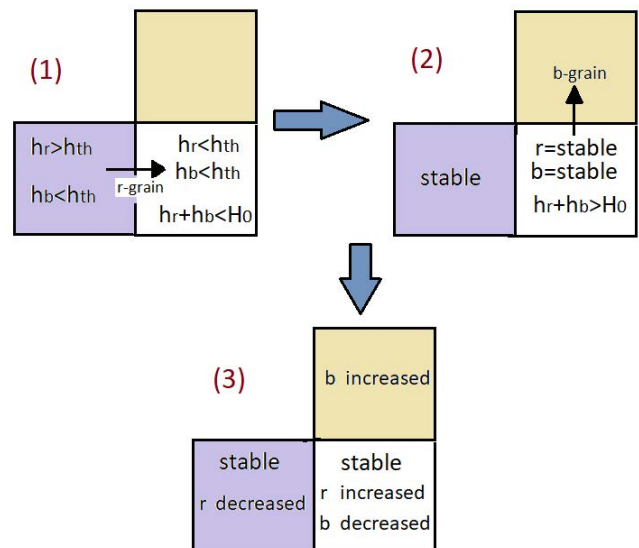 (1)
hr>hth
hb<hth
r-grain
hr<hth
hb<hth
hr+hb<H0
(2)
b-grain
stable
r=stable
b=stable
hr+hb>H0
(3)
b increased
stable
r decreased
stable
r increased
b decreased